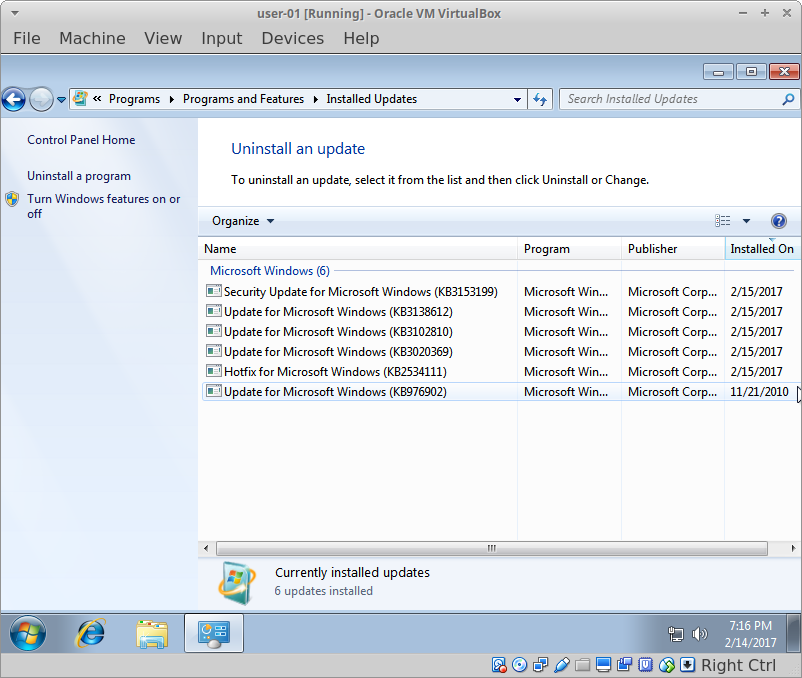 user-01 [Running] - Oracle VM VirtualBox
File Machine View Input Devices Help
« Programs Programs and Features Installed Updates Search Installed Updates
Control Panel Home
Uninstall a program
Turn Windows features on or
off
Uninstall an update
To uninstall an update, select it from the list and then click Uninstall or Change.
Organize
Name Program Publisher Installed On
Microsoft Windows (6)
Security Update for Microsoft Windows (KB3153199) Microsoft Win... Microsoft Corp... 2/15/2017
Update for Microsoft Windows (KB3138612) Microsoft Win... Microsoft Corp... 2/15/2017
Update for Microsoft Windows (KB3102810) Microsoft Win... Microsoft Corp... 2/15/2017
Update for Microsoft Windows (KB3020369) Microsoft Win... Microsoft Corp... 2/15/2017
Hotfix for Microsoft Windows (KB2534111) Microsoft Win... Microsoft Corp... 2/15/2017
Update for Microsoft Windows (KB976902) Microsoft Win... Microsoft Corp... 11/21/2010
Currently installed updates
6 updates installed
7:16 PM
2/14/2017
Right Ctrl